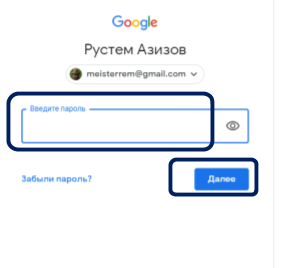 Google
Рустем Азизов
meisterrem@gmail.com
Введите пароль
Забыли пароль?
Далее